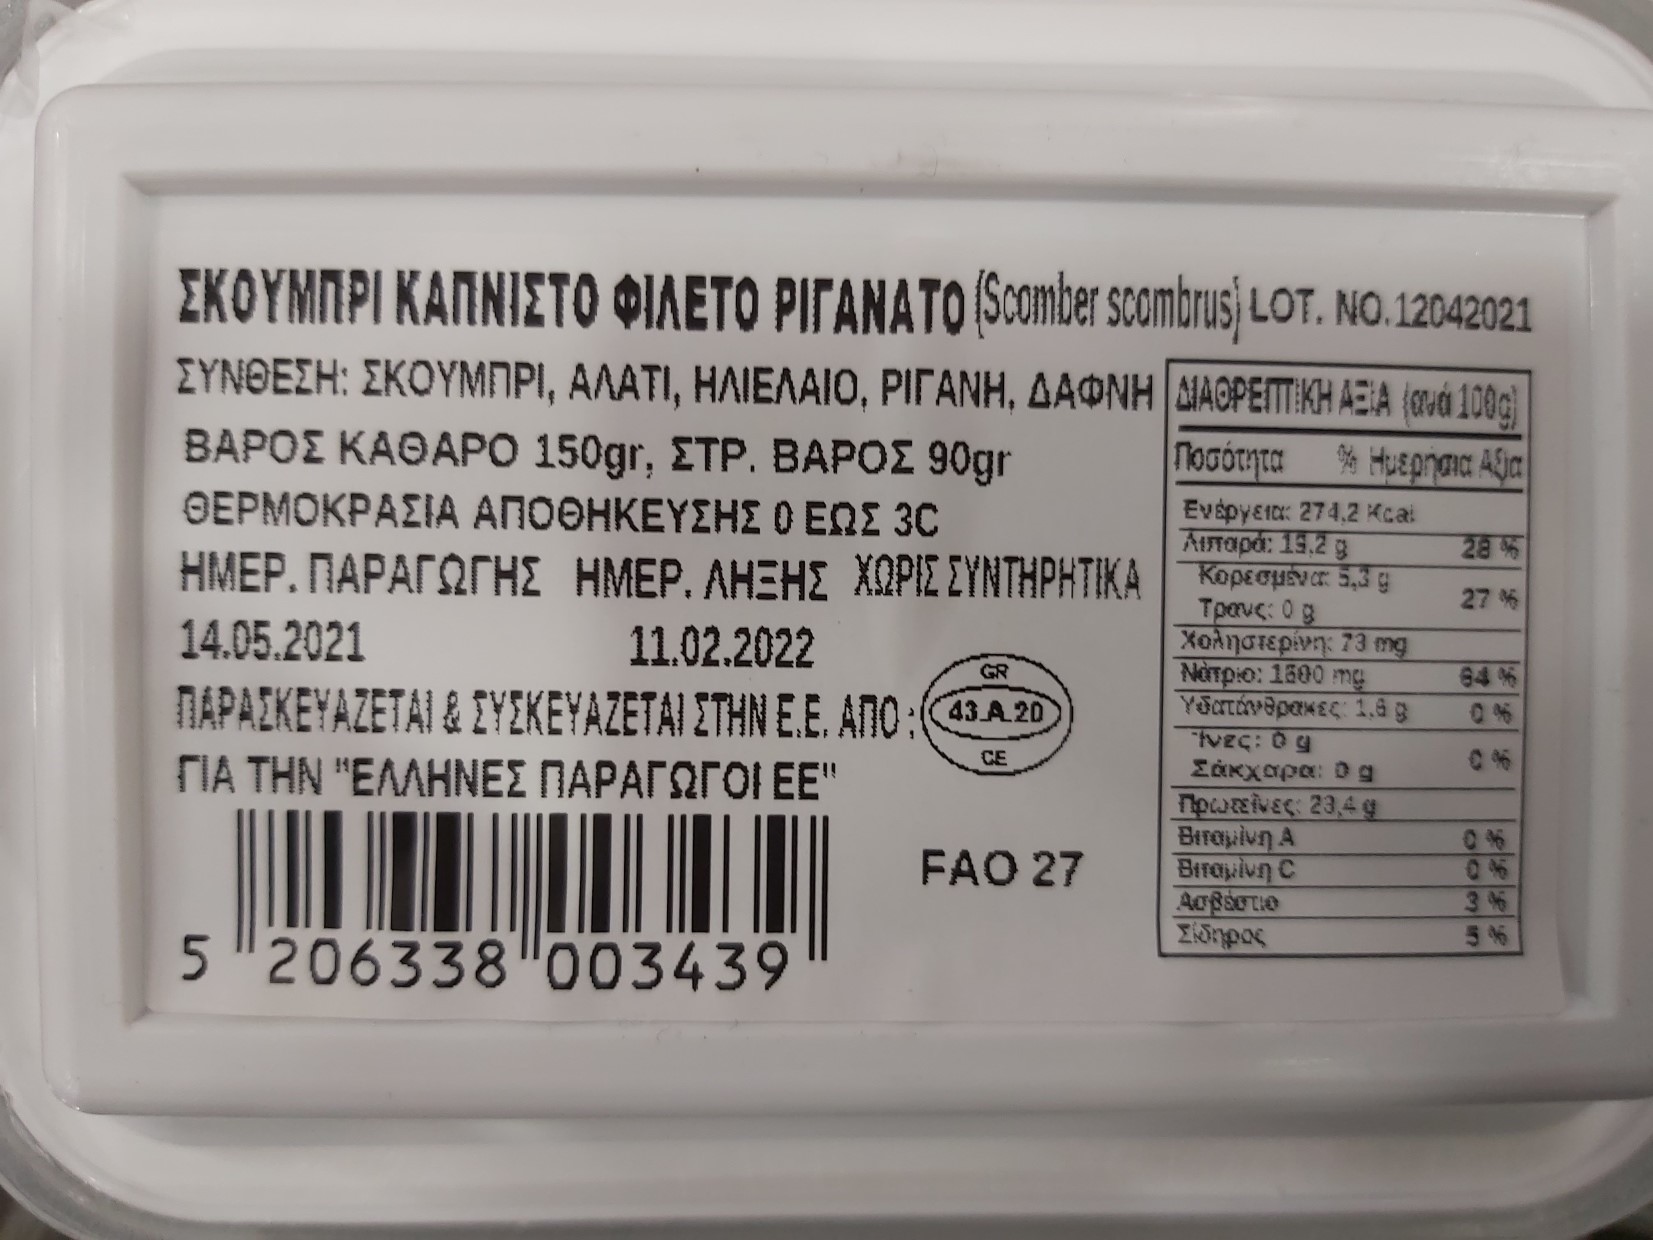 ΣΚΟΥΜΠΡΙ ΚΑΠΝΙΣΤΟ ΦΙΛΕΤΟ ΡΙΓΑΝΑΤΟ (Scomber scombrus) LOT. NO.12042021
ΣΥΝΘΕΣΗ: ΣΚΟΥΜΠΡΙ, ΑΛΑΤΙ, ΗΛΙΕΛΑΙΟ, ΡΙΓΑΝΗ, ΔΑΦΝΗ
ΒΑΡΟΣ ΚΑΘΑΡΟ 150gr, ΣΤΡ. ΒΑΡΟΣ 90gr
ΘΕΡΜΟΚΡΑΣΙΑ ΑΠΟΘΗΚΕΥΣΗΣ 0 ΕΩΣ 3C
ΗΜΕΡ. ΠΑΡΑΓΩΓΗΣ ΗΜΕΡ. ΛΗΞΗΣ ΧΩΡΙΣ ΣΥΝΤΗΡΗΤΙΚΑ
14.05.2021 11.02.2022
ΠΑΡΑΣΚΕΥΑΖΕΤΑΙ & ΣΥΣΚΕΥΑΖΕΤΑΙ ΣΤΗΝ Ε.Ε. ΑΠΟ :
GR
43.A.20
CE
ΓΙΑ ΤΗΝ "ΕΛΛΗΝΕΣ ΠΑΡΑΓΩΓΟΙ ΕΕ"
FAO 27
5 206338 003439
ΔΙΑΘΡΕΠΤΙΚΗ ΑΞΙΑ (ανά 100g)
Ποσότητα % Ημερήσια Αξία
Ενέργεια: 274,2 Kcal
Λιπαρά: 19,2 g 28 %
Κορεσμένα: 5,3 g
Τρανς: 0 g 27 %
Χοληστερίνη: 73 mg
Νάτριο: mg %
Υδατάνθρακες: 1,6 g 0 %
Ίνες: 0 g
Σάκχαρα: 0 g 0 %
Πρωτεΐνες: 23,4 g
Βιταμίνη A 0 %
Βιταμίνη C 0 %
Ασβέστιο 3 %
Σίδηρος 5 %